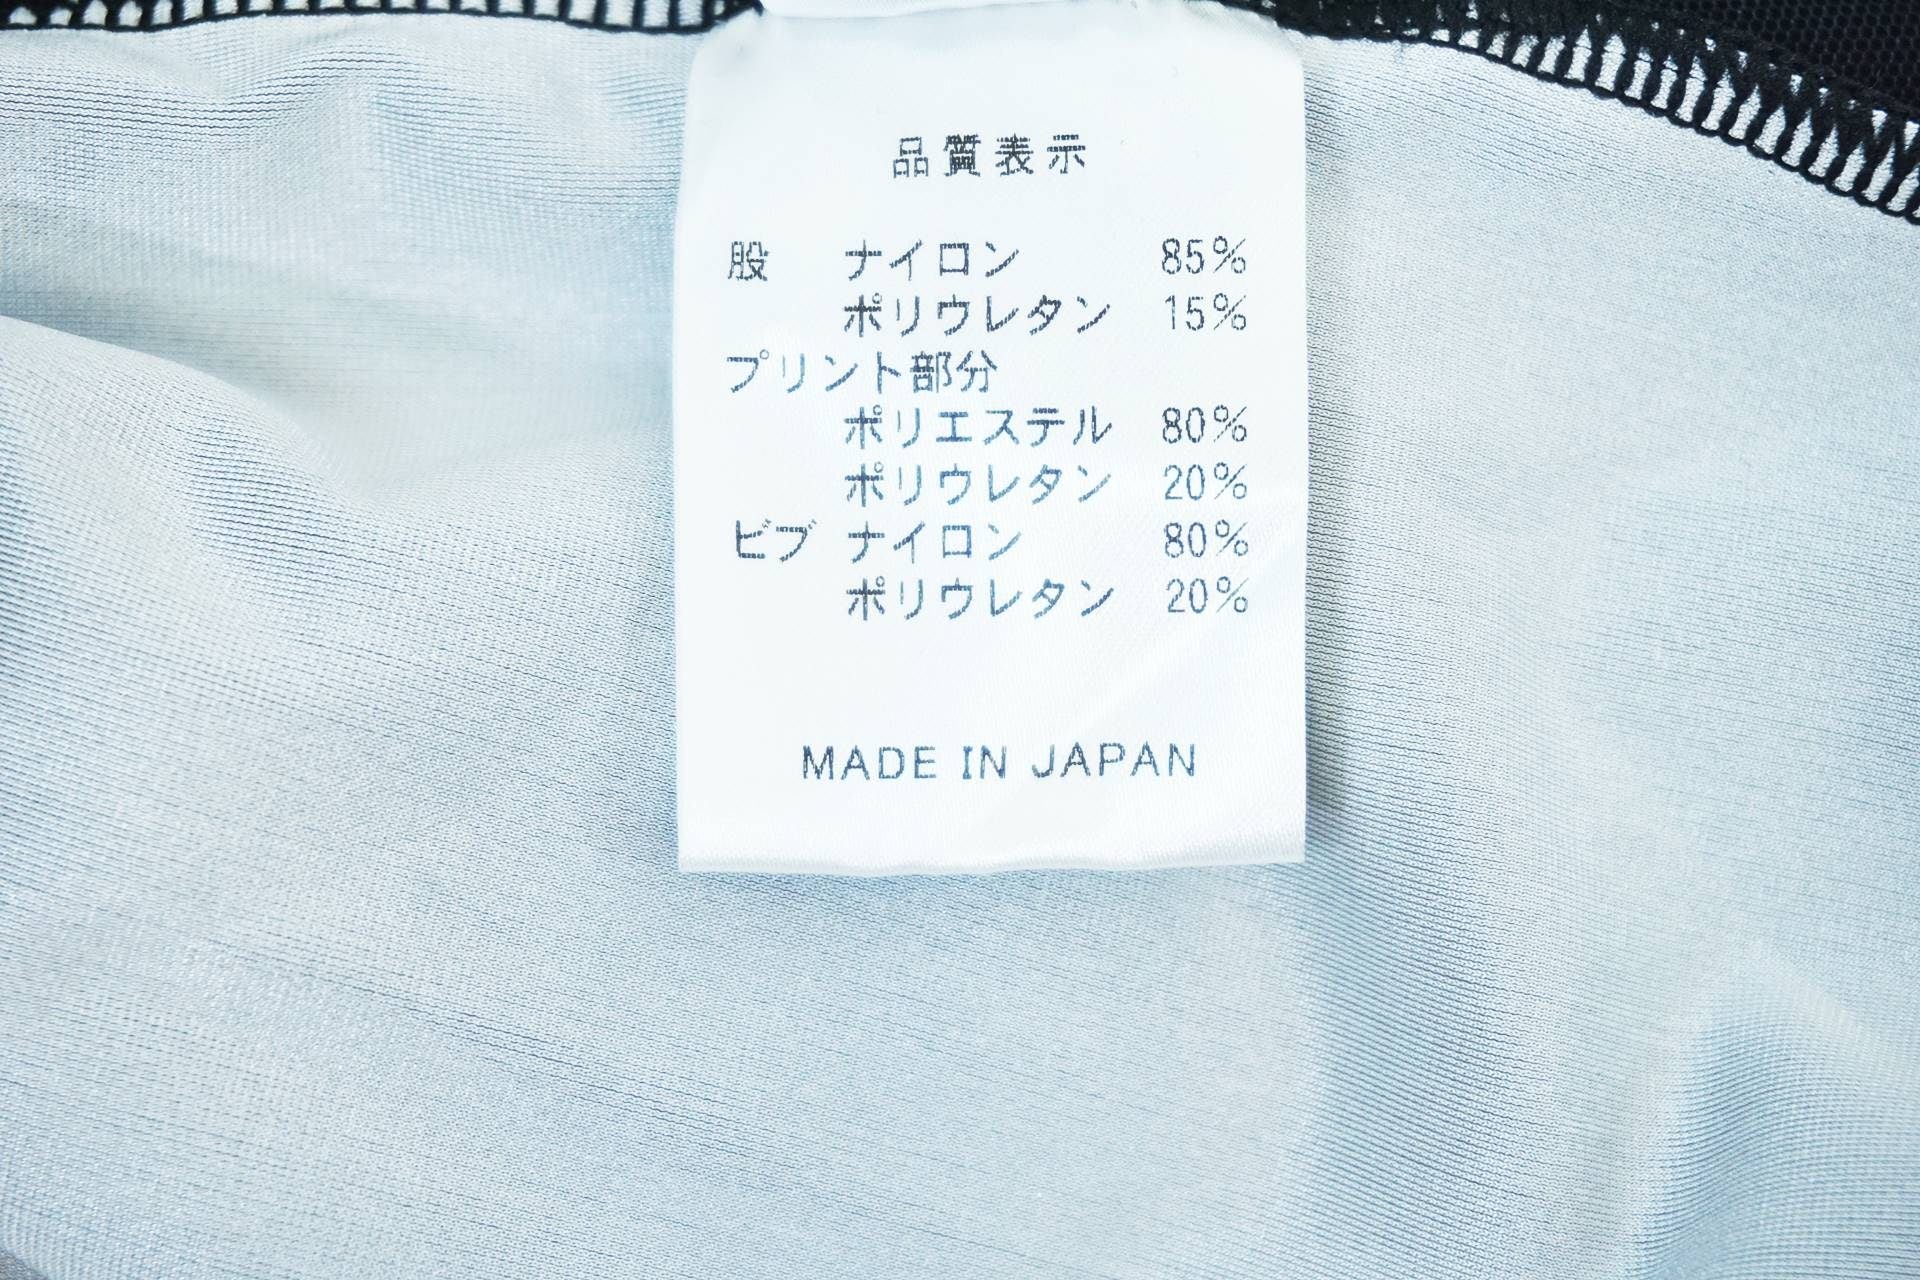 品質表示
股 ナイロン 85%
ポリウレタン 15%
プリント部分
ポリエステル 80%
ポリウレタン 20%
ビブ ナイロン 80%
ポリウレタン 20%
MADE IN JAPAN